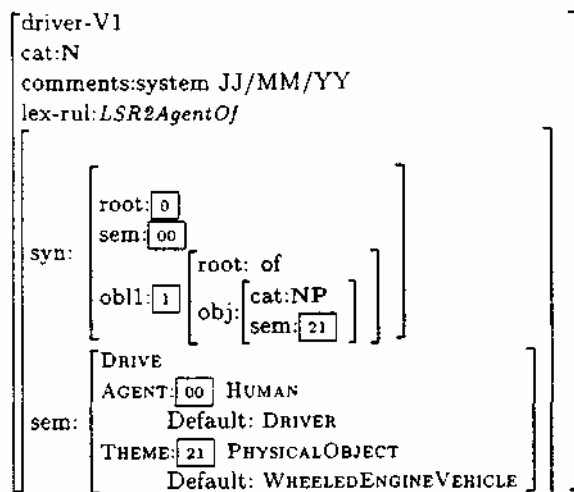 driver-V1
cat:N
comments:system JJ/MM/YY
lex-rul:LSR2AgentOf
root: 0
sem: 00
syn:
root: of
obl1: 1
obj: cat:NP
sem: 21
DRIVE
AGENT: 00 HUMAN
sem: Default: DRIVER
THEME: 21 PHYSICALOBJECT
Default: WHEELEDENGINEVEHICLE